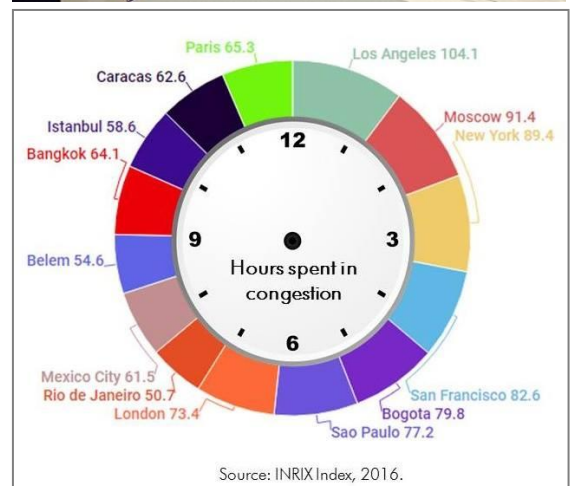 Paris 65.3
Los Angeles 104.1
Caracas 62.6
Moscow 91.4
New York 89.4
Istanbul 58.6
Bangkok 64.1
12
9
3
Hours spent in
congestion
6
Belem 54.6
Mexico City 61.5
Rio de Janeiro 50.7
London 73.4
San Francisco 82.6
Bogota 79.8
Sao Paulo 77.2
Source: INRIX Index, 2016.